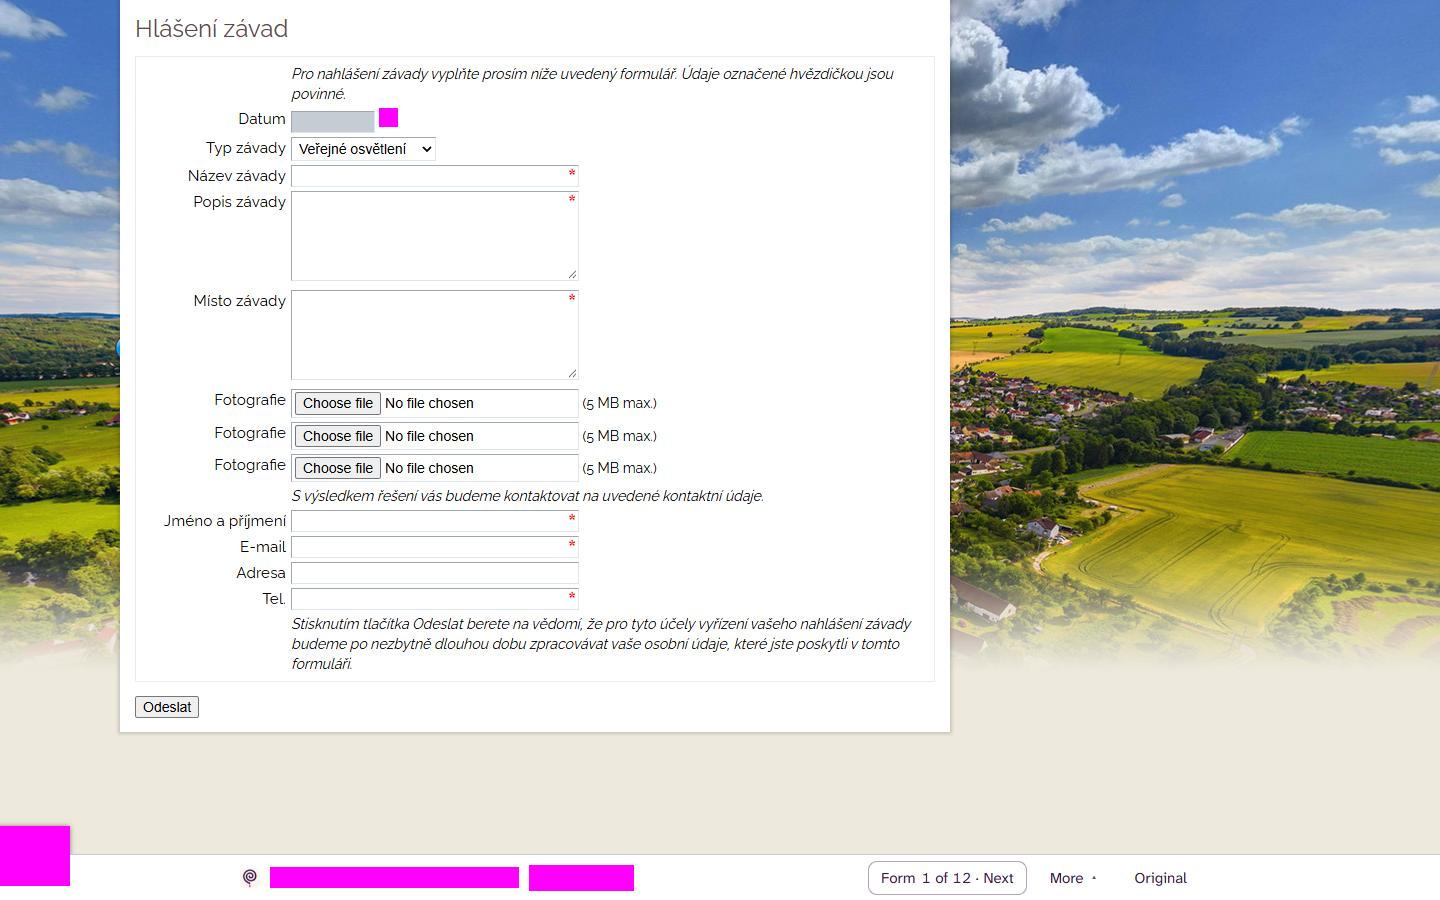 Hlášení závad
Pro nahlášení závady vyplňte prosím níže uvedený formulář. Údaje označené hvězdičkou jsou
povinné.
Datum
Typ závady Veřejné osvětlení
Název závady *
Popis závady *
Místo závady *
Fotografie Choose file No file chosen (5 MB max.)
Fotografie Choose file No file chosen (5 MB max.)
Fotografie Choose file No file chosen (5 MB max.)
S výsledkem řešení vás budeme kontaktovat na uvedené kontaktní údaje.
Jméno a příjmení *
E-mail *
Adresa
Tel. *
Stisknutím tlačítka Odeslat berete na vědomí, že pro tyto účely vyřízení vašeho nahlášení závady
budeme po nezbytně dlouhou dobu zpracovávat vaše osobní údaje, které jste poskytli v tomto
formuláři.
Odeslat
Form 1 of 12 · Next More Original